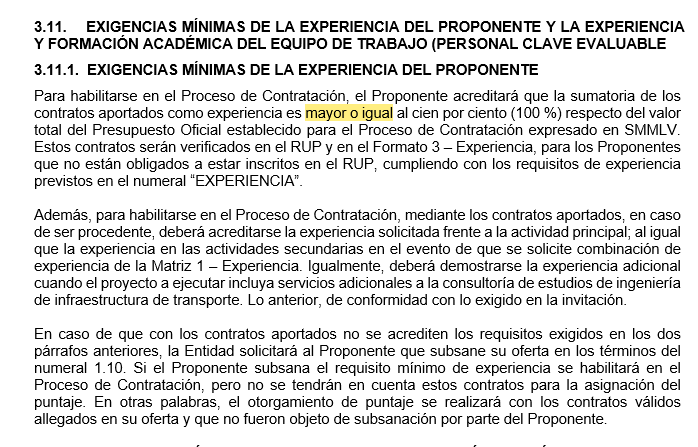 3.11. EXIGENCIAS MÍNIMAS DE LA EXPERIENCIA DEL PROPONENTE Y LA EXPERIENCIA
Y FORMACIÓN ACADÉMICA DEL EQUIPO DE TRABAJO (PERSONAL CLAVE EVALUABLE
3.11.1. EXIGENCIAS MÍNIMAS DE LA EXPERIENCIA DEL PROPONENTE
Para habilitarse en el Proceso de Contratación, el Proponente acreditará que la sumatoria de los
contratos aportados como experiencia es mayor o igual al cien por ciento (100 %) respecto del valor
total del Presupuesto Oficial establecido para el Proceso de Contratación expresado en SMMLV.
Estos contratos serán verificados en el RUP y en el Formato 3 – Experiencia, para los Proponentes
que no están obligados a estar inscritos en el RUP, cumpliendo con los requisitos de experiencia
previstos en el numeral “EXPERIENCIA”.
Además, para habilitarse en el Proceso de Contratación, mediante los contratos aportados, en caso
de ser procedente, deberá acreditarse la experiencia solicitada frente a la actividad principal; al igual
que la experiencia en las actividades secundarias en el evento de que se solicite combinación de
experiencia de la Matriz 1 – Experiencia. Igualmente, deberá demostrarse la experiencia adicional
cuando el proyecto a ejecutar incluya servicios adicionales a la consultoría de estudios de ingeniería
de infraestructura de transporte. Lo anterior, de conformidad con lo exigido en la invitación.
En caso de que con los contratos aportados no se acrediten los requisitos exigidos en los dos
párrafos anteriores, la Entidad solicitará al Proponente que subsane su oferta en los términos del
numeral 1.10. Si el Proponente subsana el requisito mínimo de experiencia se habilitará en el
Proceso de Contratación, pero no se tendrán en cuenta estos contratos para la asignación del
puntaje. En otras palabras, el otorgamiento de puntaje se realizará con los contratos válidos
allegados en su oferta y que no fueron objeto de subsanación por parte del Proponente.